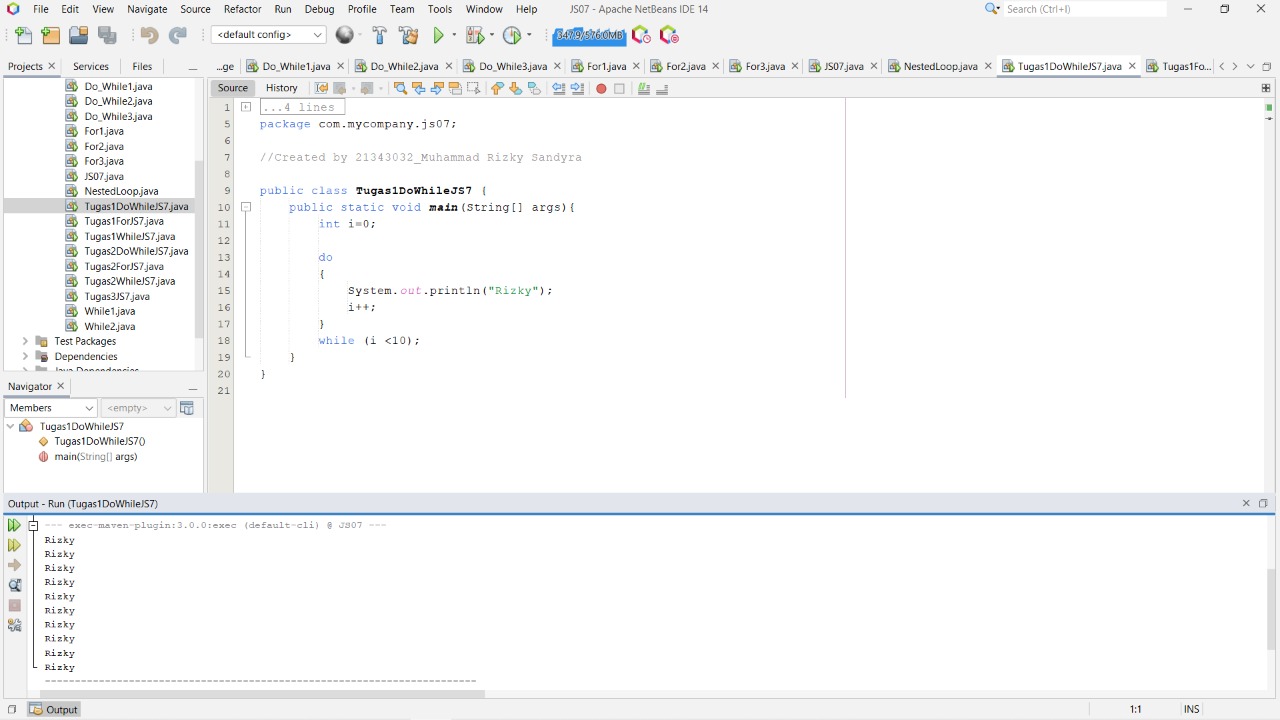 File Edit View Navigate Source Refactor Run Debug Profile Team Tools Window Help JS07 - Apache NetBeans IDE 14 Search (Ctrl+I)
<default config> 347.9/576.0MB
Projects Services Files ...ge Do_While1.java Do_While2.java Do_While3.java For1.java For2.java For3.java JS07.java NestedLoop.java Tugas1DoWhileJS7.java Tugas1Fo...
Source History
Do_While1.java
Do_While2.java
Do_While3.java
For1.java
For2.java
For3.java
JS07.java
NestedLoop.java
Tugas1DoWhileJS7.java
Tugas1ForJS7.java
Tugas1WhileJS7.java
Tugas2DoWhileJS7.java
Tugas2ForJS7.java
Tugas2WhileJS7.java
Tugas3JS7.java
While1.java
While2.java
Test Packages
Dependencies
Java Dependencies
1 ...4 lines
5 package com.mycompany.js07;
6
7 //Created by 21343032_Muhammad Rizky Sandyra
8
9 public class Tugas1DoWhileJS7 {
10 public static void main(String[] args){
11 int i=0;
12
13 do
14 {
15 System.out.println("Rizky");
16 i++;
17 }
18 while (i <10);
19 }
20 }
21
Navigator
Members <empty>
Tugas1DoWhileJS7
Tugas1DoWhileJS7()
main(String[] args)
Output - Run (Tugas1DoWhileJS7)
--- exec-maven-plugin:3.0.0:exec (default-cli) @ JS07 ---
Rizky
Rizky
Rizky
Rizky
Rizky
Rizky
Rizky
Rizky
Rizky
Rizky
------------------------------------------------------------------------
Output 1:1 INS